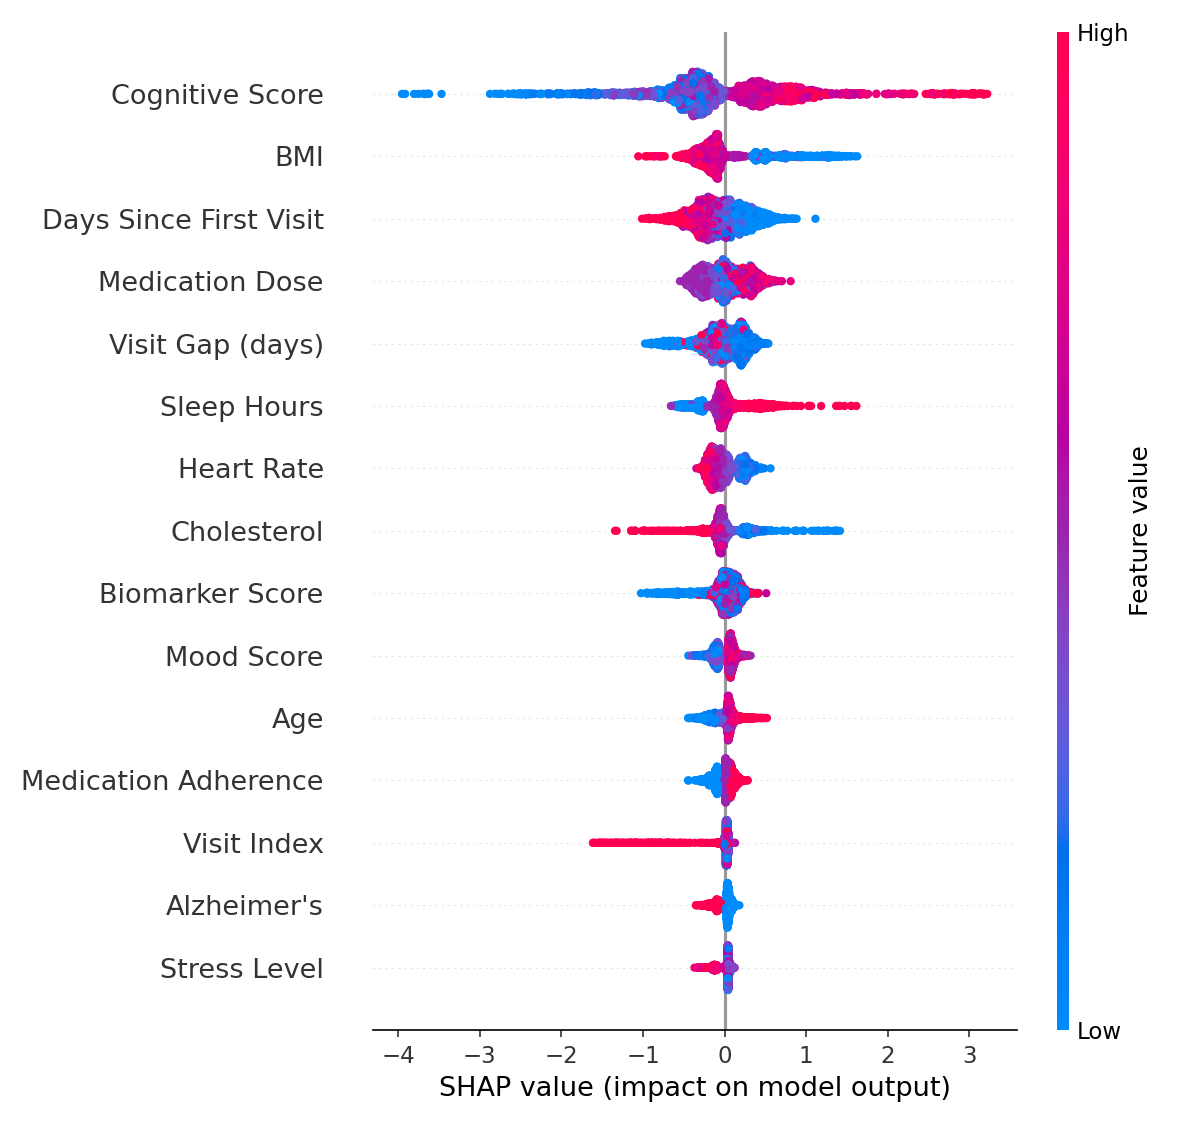 High
Cognitive Score
BMI
Days Since First Visit
Medication Dose
Visit Gap (days)
Sleep Hours
Heart Rate
Cholesterol
Biomarker Score
Mood Score
Age
Medication Adherence
Visit Index
Alzheimer's
Stress Level
Feature value
Low
−4 −3 −2 −1 0 1 2 3
SHAP value (impact on model output)